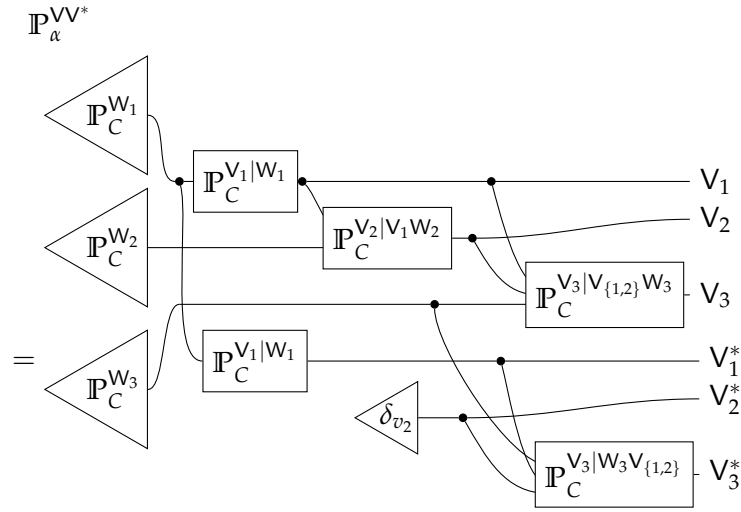 ℙ_α^{VV*}
ℙ_C^{W_1}
ℙ_C^{V_1|W_1}
V_1
V_2
ℙ_C^{W_2}
ℙ_C^{V_2|V_1W_2}
ℙ_C^{V_3|V_{\{1,2\}}W_3}
V_3
=
ℙ_C^{W_3}
ℙ_C^{V_1|W_1}
V_1^*
δ_{v_2}
V_2^*
ℙ_C^{V_3|W_3V_{\{1,2\}}}
V_3^*